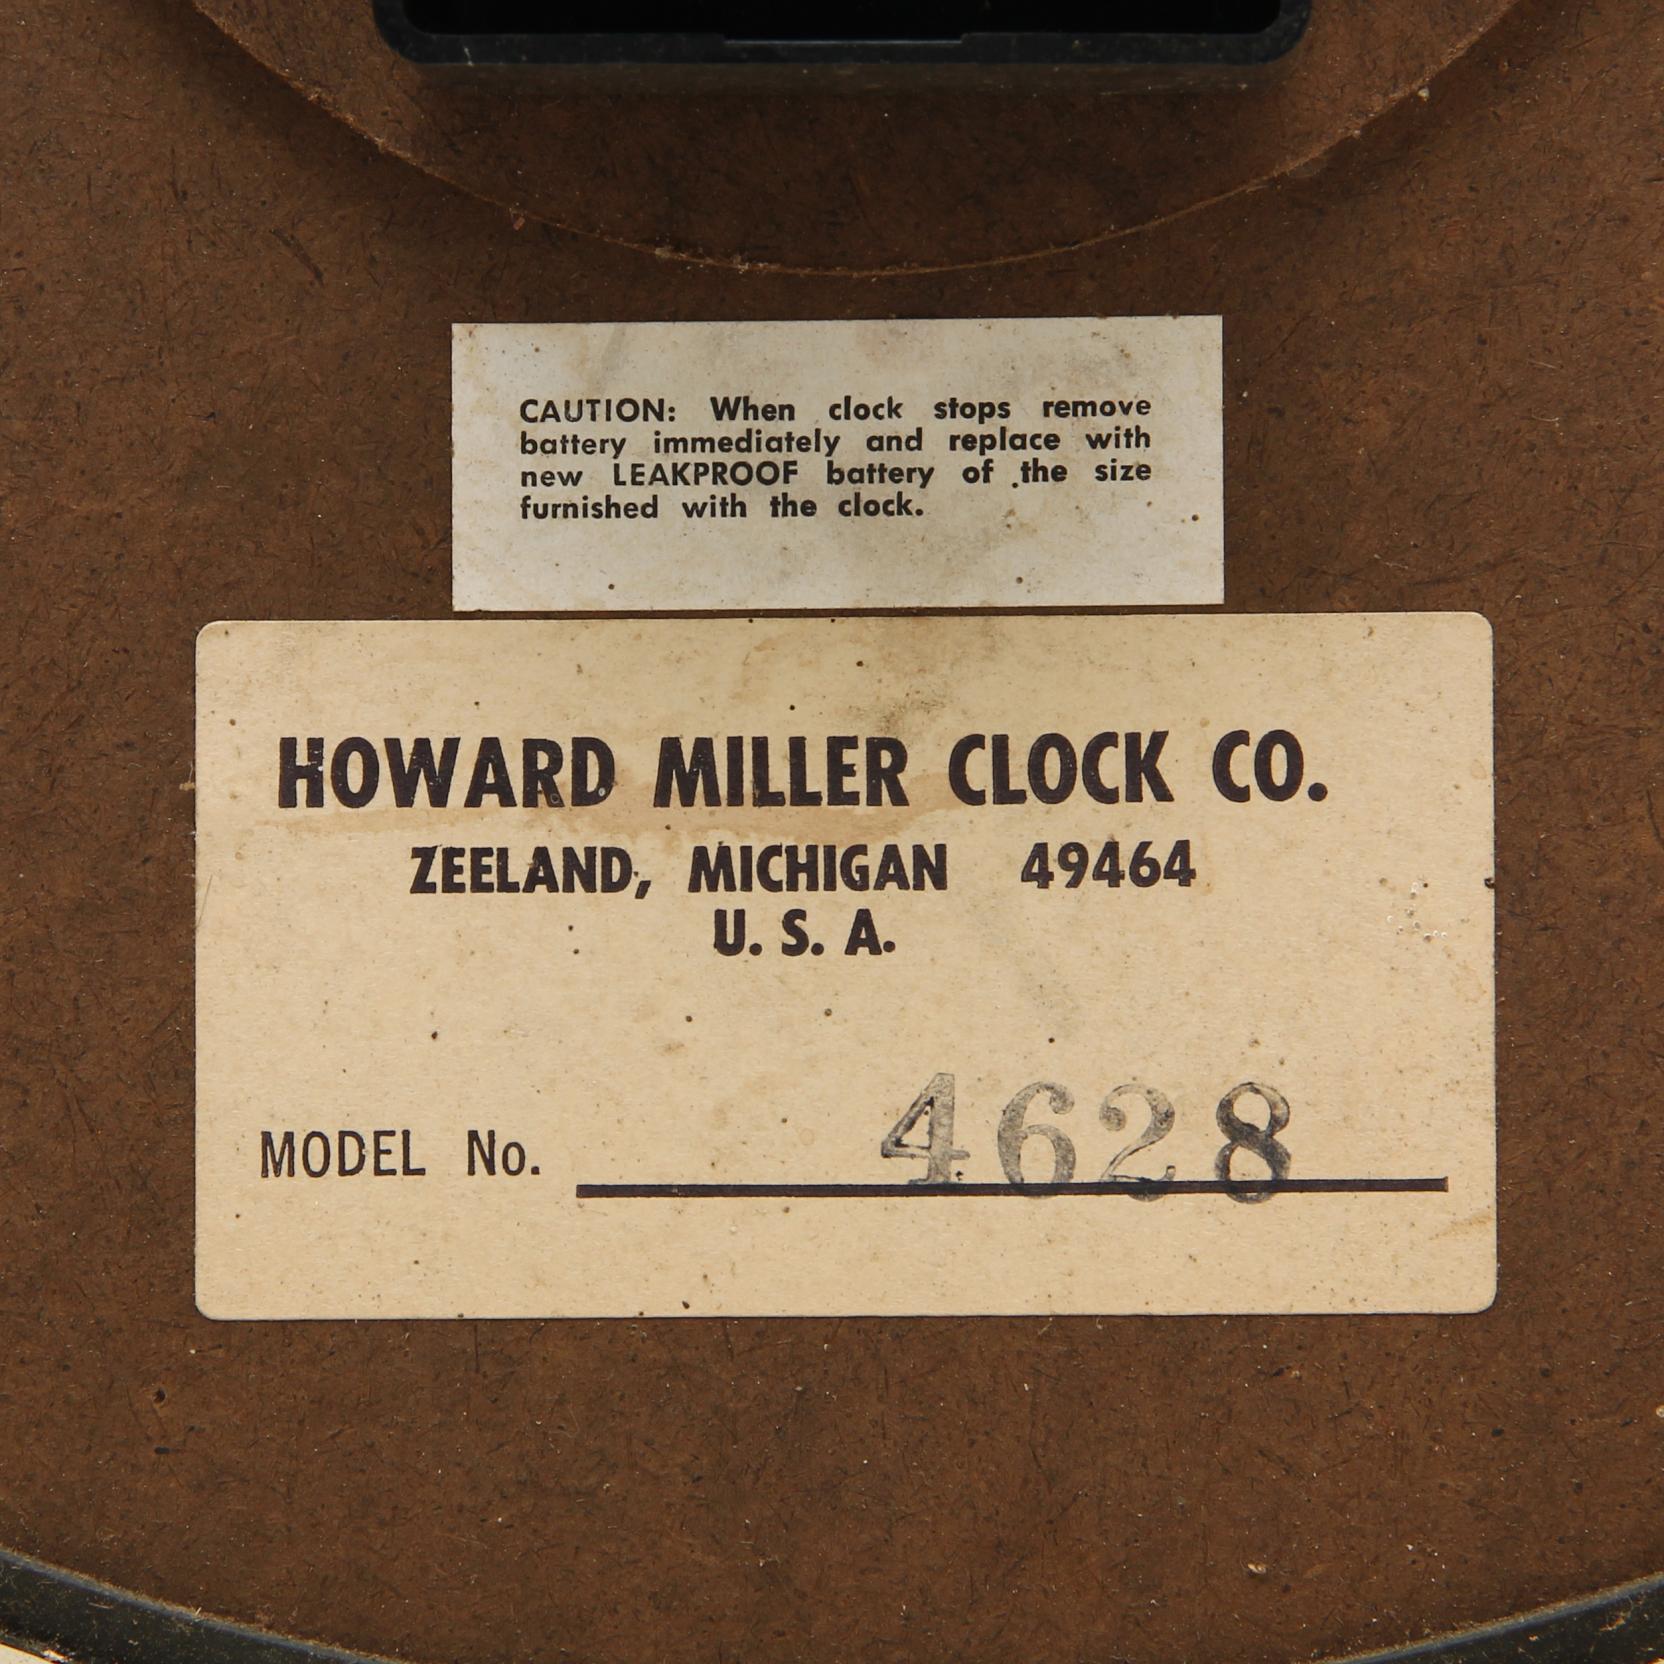 CAUTION: When clock stops remove
battery immediately and replace with
new LEAKPROOF battery of the size
furnished with the clock.
HOWARD MILLER CLOCK CO.
ZEELAND, MICHIGAN 49464
U. S. A.
MODEL No. 4628